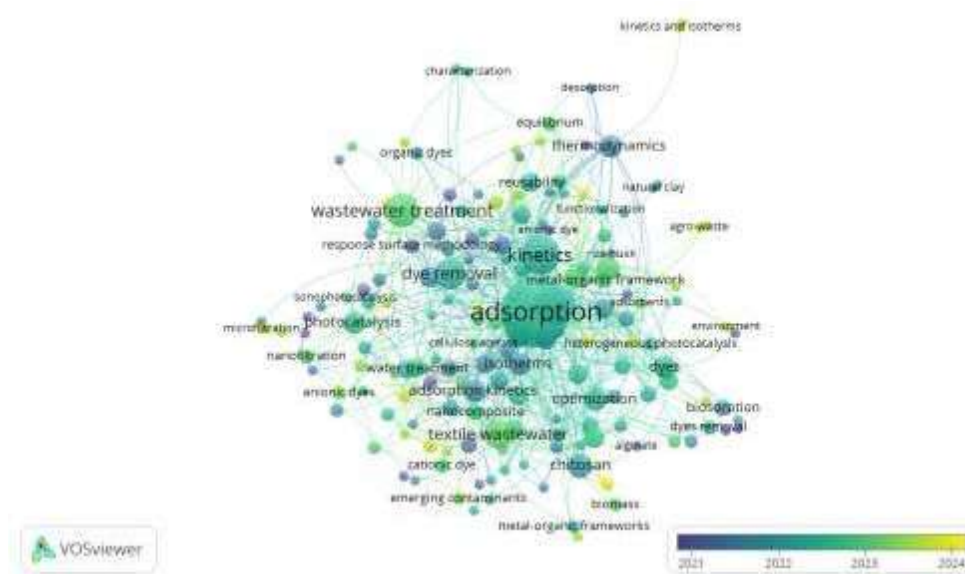 kinetics and isotherms
characterization
desorption
equilibrium
thermodynamics
organic dyes
reusability
natural clay
wastewater treatment
functionalization
agro-waste
anionic dye
response surface methodology
kinetics
dye removal
metal-organic framework
sonophotocatalysis
adsorbents
adsorption
photocatalysis
microfiltration
environment
cellulose acetate
heterogeneous photocatalysis
nanofiltration
water treatment
isotherms
dyes
anionic dyes
adsorption kinetics
optimization
nanocomposite
biosorption
textile wastewater
dyes removal
alginate
cationic dye
chitosan
emerging contaminants
biomass
metal-organic frameworks
VOSviewer
2021 2022 2023 2024